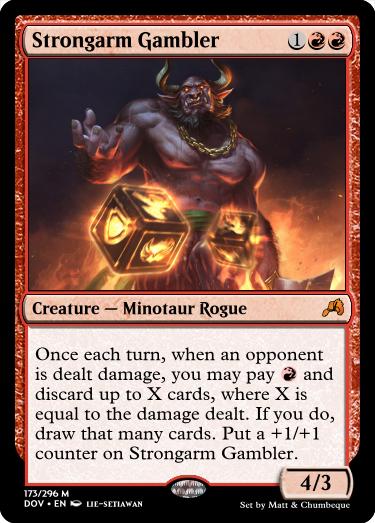 Strongarm Gambler 1
Creature — Minotaur Rogue
Once each turn, when an opponent
is dealt damage, you may pay and
discard up to X cards, where X is
equal to the damage dealt. If you do,
draw that many cards. Put a +1/+1
counter on Strongarm Gambler.
4/3
173/296 M
DOV • EN LIE-SETIAWAN
Set by Matt & Chumbeque